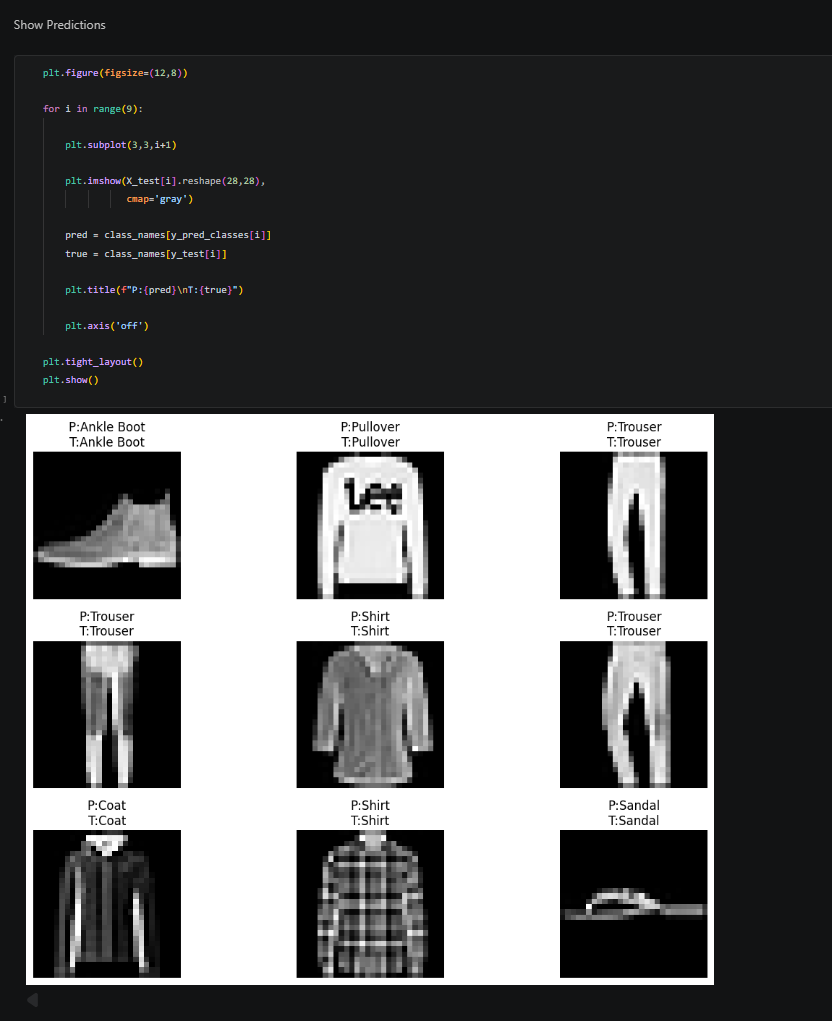 Show Predictions
plt.figure(figsize=(12,8))
for i in range(9):
plt.subplot(3,3,i+1)
plt.imshow(X_test[i].reshape(28,28),
cmap='gray')
pred = class_names[y_pred_classes[i]]
true = class_names[y_test[i]]
plt.title(f"P:{pred}\nT:{true}")
plt.axis('off')
plt.tight_layout()
plt.show()
]
P:Ankle Boot
T:Ankle Boot
P:Pullover
T:Pullover
Lee
P:Trouser
T:Trouser
P:Trouser
T:Trouser
P:Shirt
T:Shirt
P:Trouser
T:Trouser
P:Coat
T:Coat
P:Shirt
T:Shirt
P:Sandal
T:Sandal